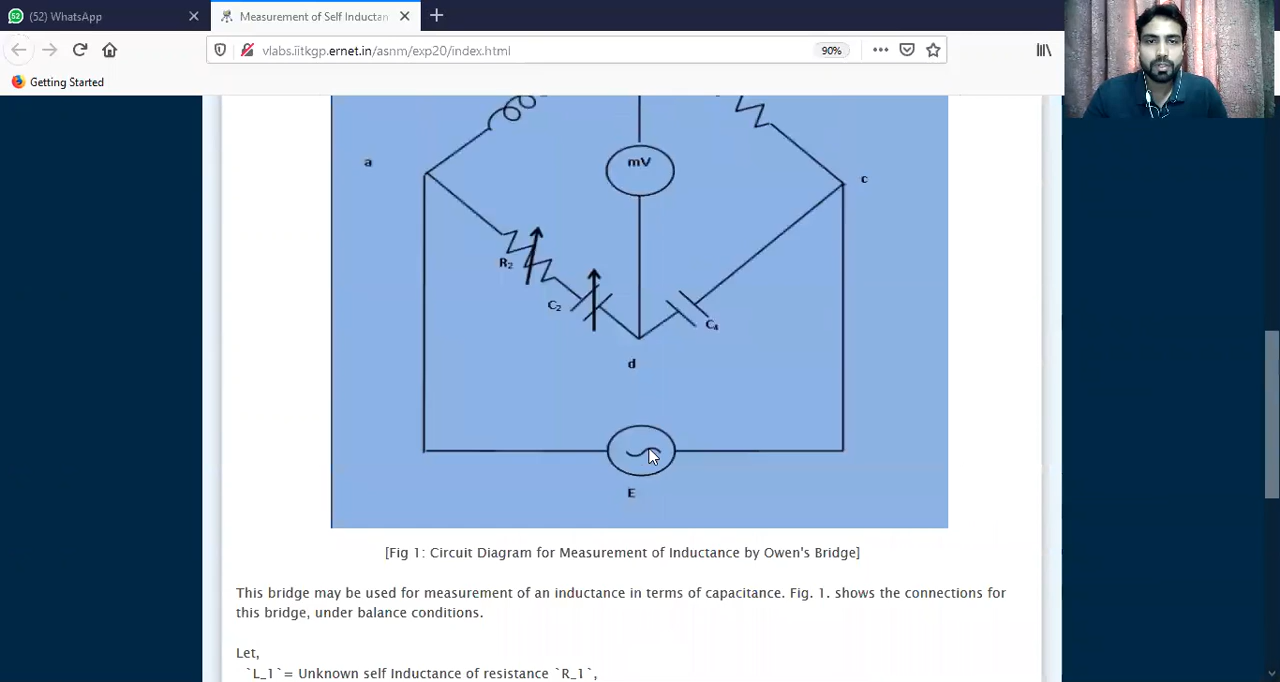 52
(52) WhatsApp
Measurement of Self Inductan
vlabs.iitkgp.ernet.in/asnm/exp20/index.html
90%
Getting Started
mV
a
c
R₂
C₂
C₄
d
E
[Fig 1: Circuit Diagram for Measurement of Inductance by Owen's Bridge]
This bridge may be used for measurement of an inductance in terms of capacitance. Fig. 1. shows the connections for
this bridge, under balance conditions.
Let,
`L_1`= Unknown self Inductance of resistance `R_1`,